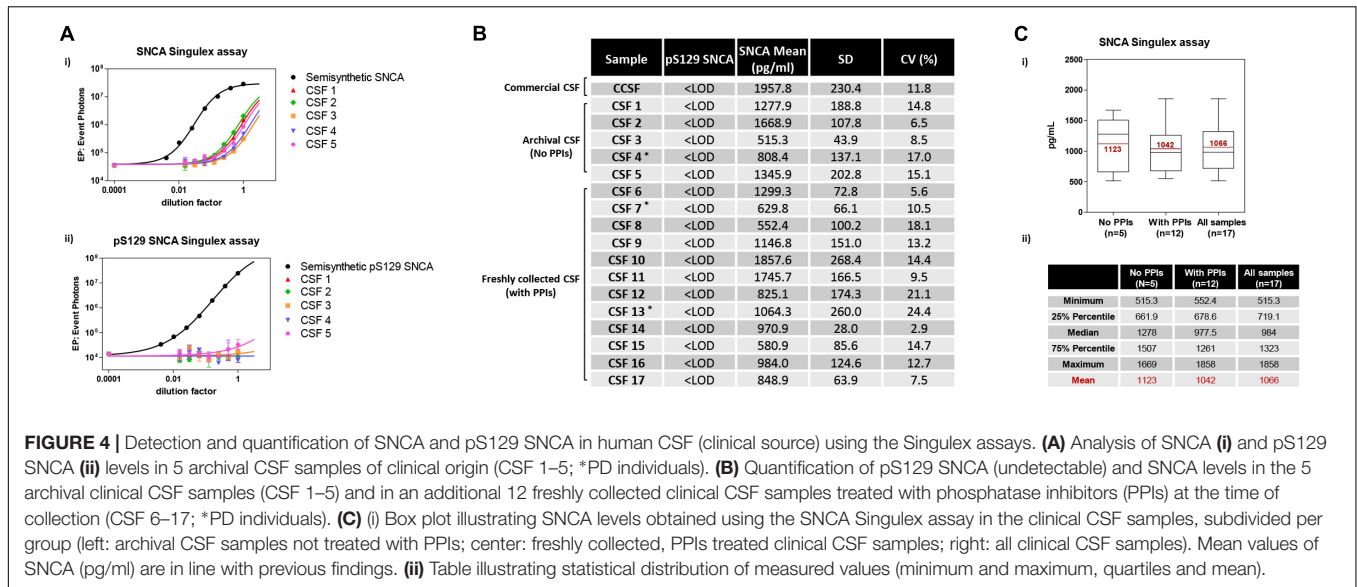 A
SNCA Singulex assay
i)
EP: Event Photons
10^8
10^7
10^6
10^5
10^4
0.0001 0.01 1
dilution factor
Semisynthetic SNCA
CSF 1
CSF 2
CSF 3
CSF 4
CSF 5
pS129 SNCA Singulex assay
ii)
EP: Event Photons
10^8
10^7
10^6
10^5
10^4
10^3
0.0001 0.01 1
dilution factor
Semisynthetic pS129 SNCA
CSF 1
CSF 2
CSF 3
CSF 4
CSF 5
B
Sample pS129 SNCA SNCA Mean (pg/ml) SD CV (%)
Commercial CSF
CCSF <LOD 1957.8 230.4 11.8
Archival CSF
(No PPIs)
CSF 1 <LOD 1277.9 188.8 14.8
CSF 2 <LOD 1668.9 107.8 6.5
CSF 3 <LOD 515.3 43.9 8.5
CSF 4 * <LOD 808.4 137.1 17.0
CSF 5 <LOD 1345.9 202.8 15.1
Freshly collected CSF
(with PPIs)
CSF 6 <LOD 1299.3 72.8 5.6
CSF 7 * <LOD 629.8 66.1 10.5
CSF 8 <LOD 552.4 100.2 18.1
CSF 9 <LOD 1146.8 151.0 13.2
CSF 10 <LOD 1857.6 268.4 14.4
CSF 11 <LOD 1745.7 166.5 9.5
CSF 12 <LOD 825.1 174.3 21.1
CSF 13 * <LOD 1064.3 260.0 24.4
CSF 14 <LOD 970.9 28.0 2.9
CSF 15 <LOD 580.9 85.6 14.7
CSF 16 <LOD 984.0 124.6 12.7
CSF 17 <LOD 848.9 63.9 7.5
C
SNCA Singulex assay
i)
pg/mL
2500
2000
1500
1000
500
0
1123 1042 1066
No PPIs With PPIs All samples
(n=5) (n=12) (n=17)
ii)
No PPIs With PPIs All samples
(N=5) (n=12) (n=17)
Minimum 515.3 552.4 515.3
25% Percentile 661.9 678.6 719.1
Median 1278 977.5 984
75% Percentile 1507 1261 1323
Maximum 1669 1858 1858
Mean 1123 1042 1066
FIGURE 4 | Detection and quantification of SNCA and pS129 SNCA in human CSF (clinical source) using the Singulex assays. (A) Analysis of SNCA (i) and pS129
SNCA (ii) levels in 5 archival CSF samples of clinical origin (CSF 1–5; *PD individuals). (B) Quantification of pS129 SNCA (undetectable) and SNCA levels in the 5
archival clinical CSF samples (CSF 1–5) and in an additional 12 freshly collected clinical CSF samples treated with phosphatase inhibitors (PPIs) at the time of
collection (CSF 6–17; *PD individuals). (C) (i) Box plot illustrating SNCA levels obtained using the SNCA Singulex assay in the clinical CSF samples, subdivided per
group (left: archival CSF samples not treated with PPIs; center: freshly collected, PPIs treated clinical CSF samples; right: all clinical CSF samples). Mean values of
SNCA (pg/ml) are in line with previous findings. (ii) Table illustrating statistical distribution of measured values (minimum and maximum, quartiles and mean).